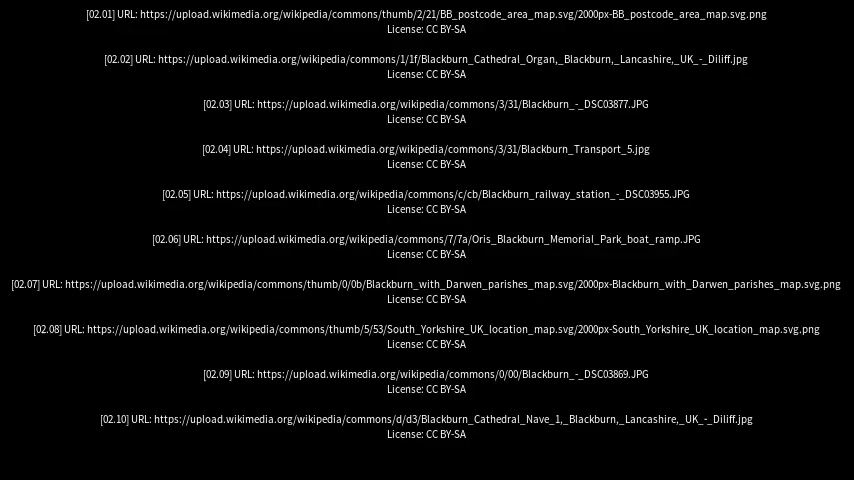 [02.01] URL: https://upload.wikimedia.org/wikipedia/commons/thumb/2/21/BB_postcode_area_map.svg/2000px-BB_postcode_area_map.svg.png
License: CC BY-SA
[02.02] URL: https://upload.wikimedia.org/wikipedia/commons/1/1f/Blackburn_Cathedral_Organ,_Blackburn,_Lancashire,_UK_-_Diliff.jpg
License: CC BY-SA
[02.03] URL: https://upload.wikimedia.org/wikipedia/commons/3/31/Blackburn_-_DSC03877.JPG
License: CC BY-SA
[02.04] URL: https://upload.wikimedia.org/wikipedia/commons/3/31/Blackburn_Transport_5.jpg
License: CC BY-SA
[02.05] URL: https://upload.wikimedia.org/wikipedia/commons/c/cb/Blackburn_railway_station_-_DSC03955.JPG
License: CC BY-SA
[02.06] URL: https://upload.wikimedia.org/wikipedia/commons/7/7a/Oris_Blackburn_Memorial_Park_boat_ramp.JPG
License: CC BY-SA
[02.07] URL: https://upload.wikimedia.org/wikipedia/commons/thumb/0/0b/Blackburn_with_Darwen_parishes_map.svg/2000px-Blackburn_with_Darwen_parishes_map.svg.png
License: CC BY-SA
[02.08] URL: https://upload.wikimedia.org/wikipedia/commons/thumb/5/53/South_Yorkshire_UK_location_map.svg/2000px-South_Yorkshire_UK_location_map.svg.png
License: CC BY-SA
[02.09] URL: https://upload.wikimedia.org/wikipedia/commons/0/00/Blackburn_-_DSC03869.JPG
License: CC BY-SA
[02.10] URL: https://upload.wikimedia.org/wikipedia/commons/d/d3/Blackburn_Cathedral_Nave_1,_Blackburn,_Lancashire,_UK_-_Diliff.jpg
License: CC BY-SA